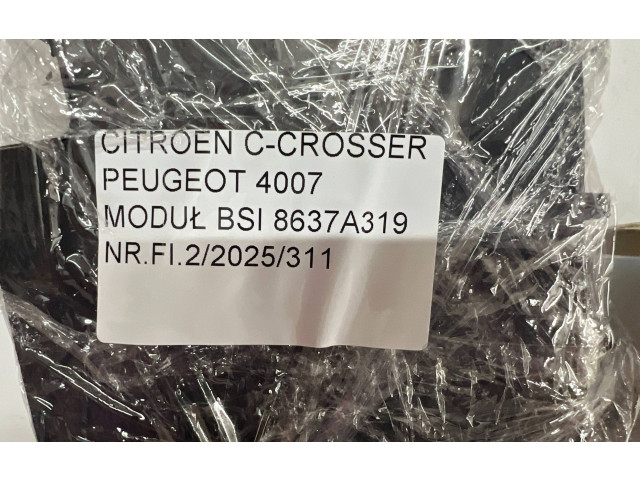 CITROEN C-CROSSER
PEUGEOT 4007
MODUŁ BSI 8637A319
NR.FI.2/2025/311